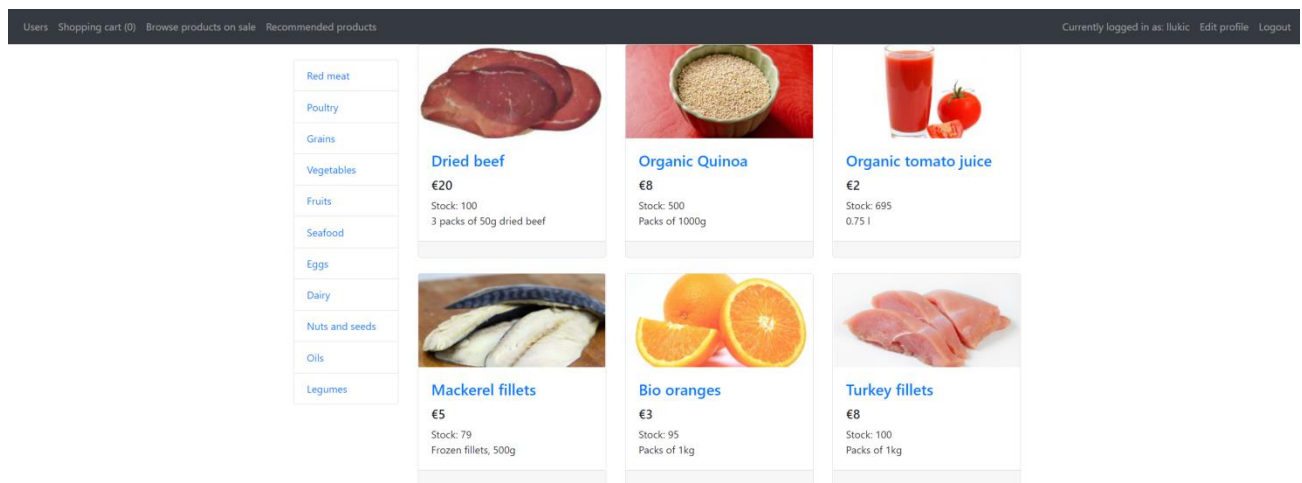 Users Shopping cart (0) Browse products on sale Recommended products
Currently logged in as: llukic Edit profile Logout
Red meat
Poultry
Grains
Vegetables
Fruits
Seafood
Eggs
Dairy
Nuts and seeds
Oils
Legumes
Dried beef
€20
Stock: 100
3 packs of 50g dried beef
Organic Quinoa
€8
Stock: 500
Packs of 1000g
Organic tomato juice
€2
Stock: 695
0.75 l
Mackerel fillets
€5
Stock: 79
Frozen fillets, 500g
Bio oranges
€3
Stock: 95
Packs of 1kg
Turkey fillets
€8
Stock: 100
Packs of 1kg